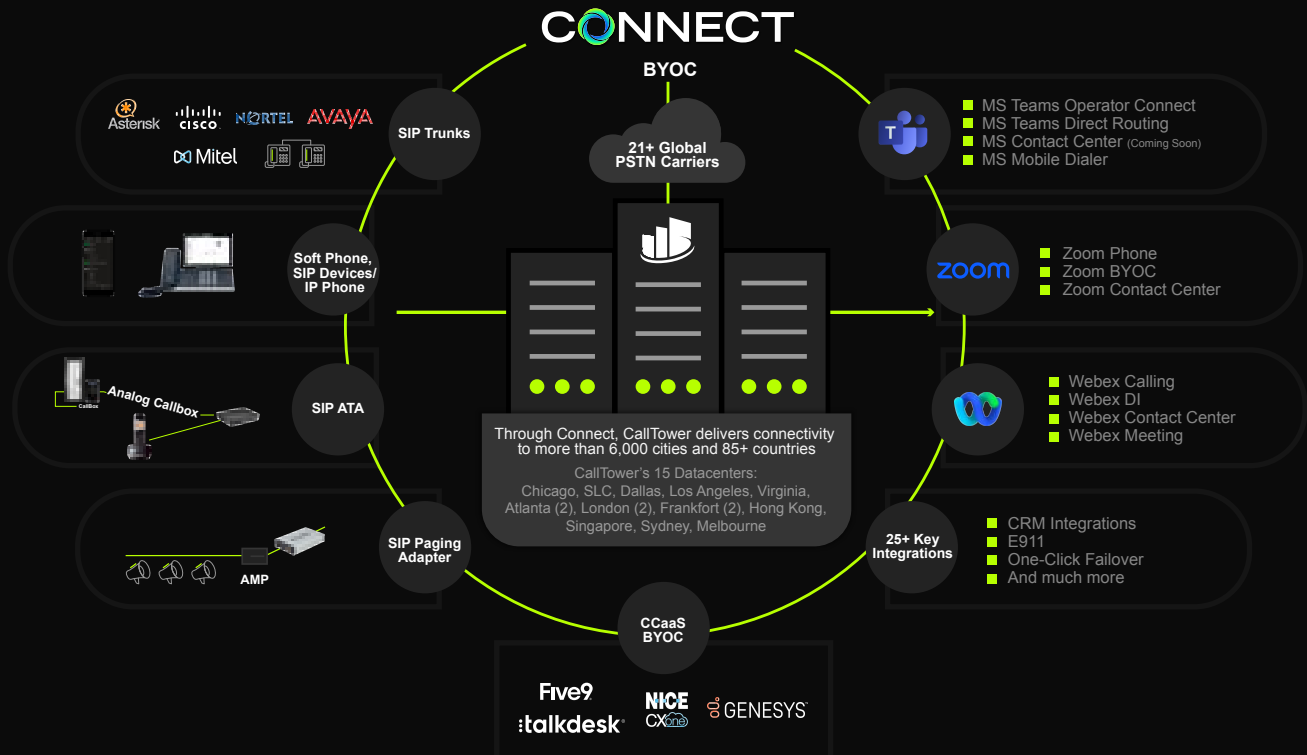 CONNECT
BYOC
21+ Global
PSTN Carriers
Asterisk
CISCO
NORTEL
AVAYA
Mitel
SIP Trunks
Soft Phone,
SIP Devices/
IP Phone
CallBox
Analog Callbox
SIP ATA
AMP
SIP Paging
Adapter
Through Connect, CallTower delivers connectivity
to more than 6,000 cities and 85+ countries
CallTower's 15 Datacenters:
Chicago, SLC, Dallas, Los Angeles, Virginia,
Atlanta (2), London (2), Frankfort (2), Hong Kong,
Singapore, Sydney, Melbourne
T
MS Teams Operator Connect
MS Teams Direct Routing
MS Contact Center (Coming Soon)
MS Mobile Dialer
zoom
Zoom Phone
Zoom BYOC
Zoom Contact Center
Webex Calling
Webex DI
Webex Contact Center
Webex Meeting
25+ Key
Integrations
CRM Integrations
E911
One-Click Failover
And much more
CCaaS
BYOC
Five9
talkdesk
NICE
CXone
GENESYS